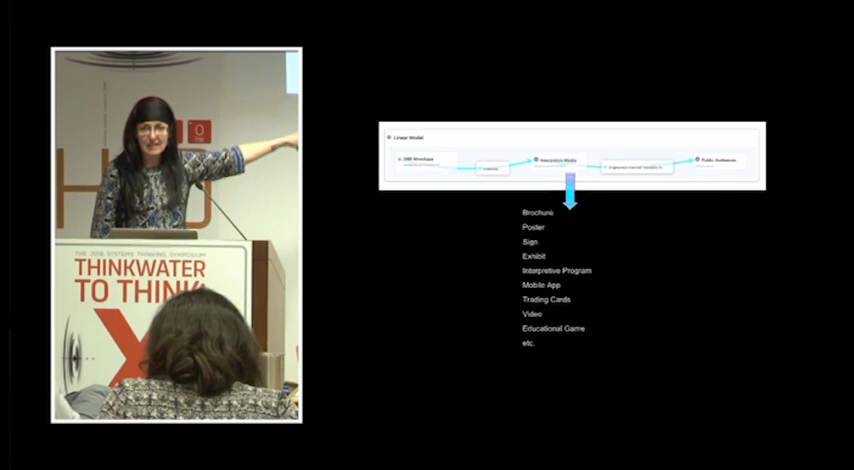 THE 2016 SYSTEMS THINKING SYMPOSIUM
THINKWATER
TO THINK
X
Linear Model
Interpretive Media
Public Audiences
Brochure
Poster
Sign
Exhibit
Interpretive Program
Mobile App
Trading Cards
Video
Educational Game
etc.